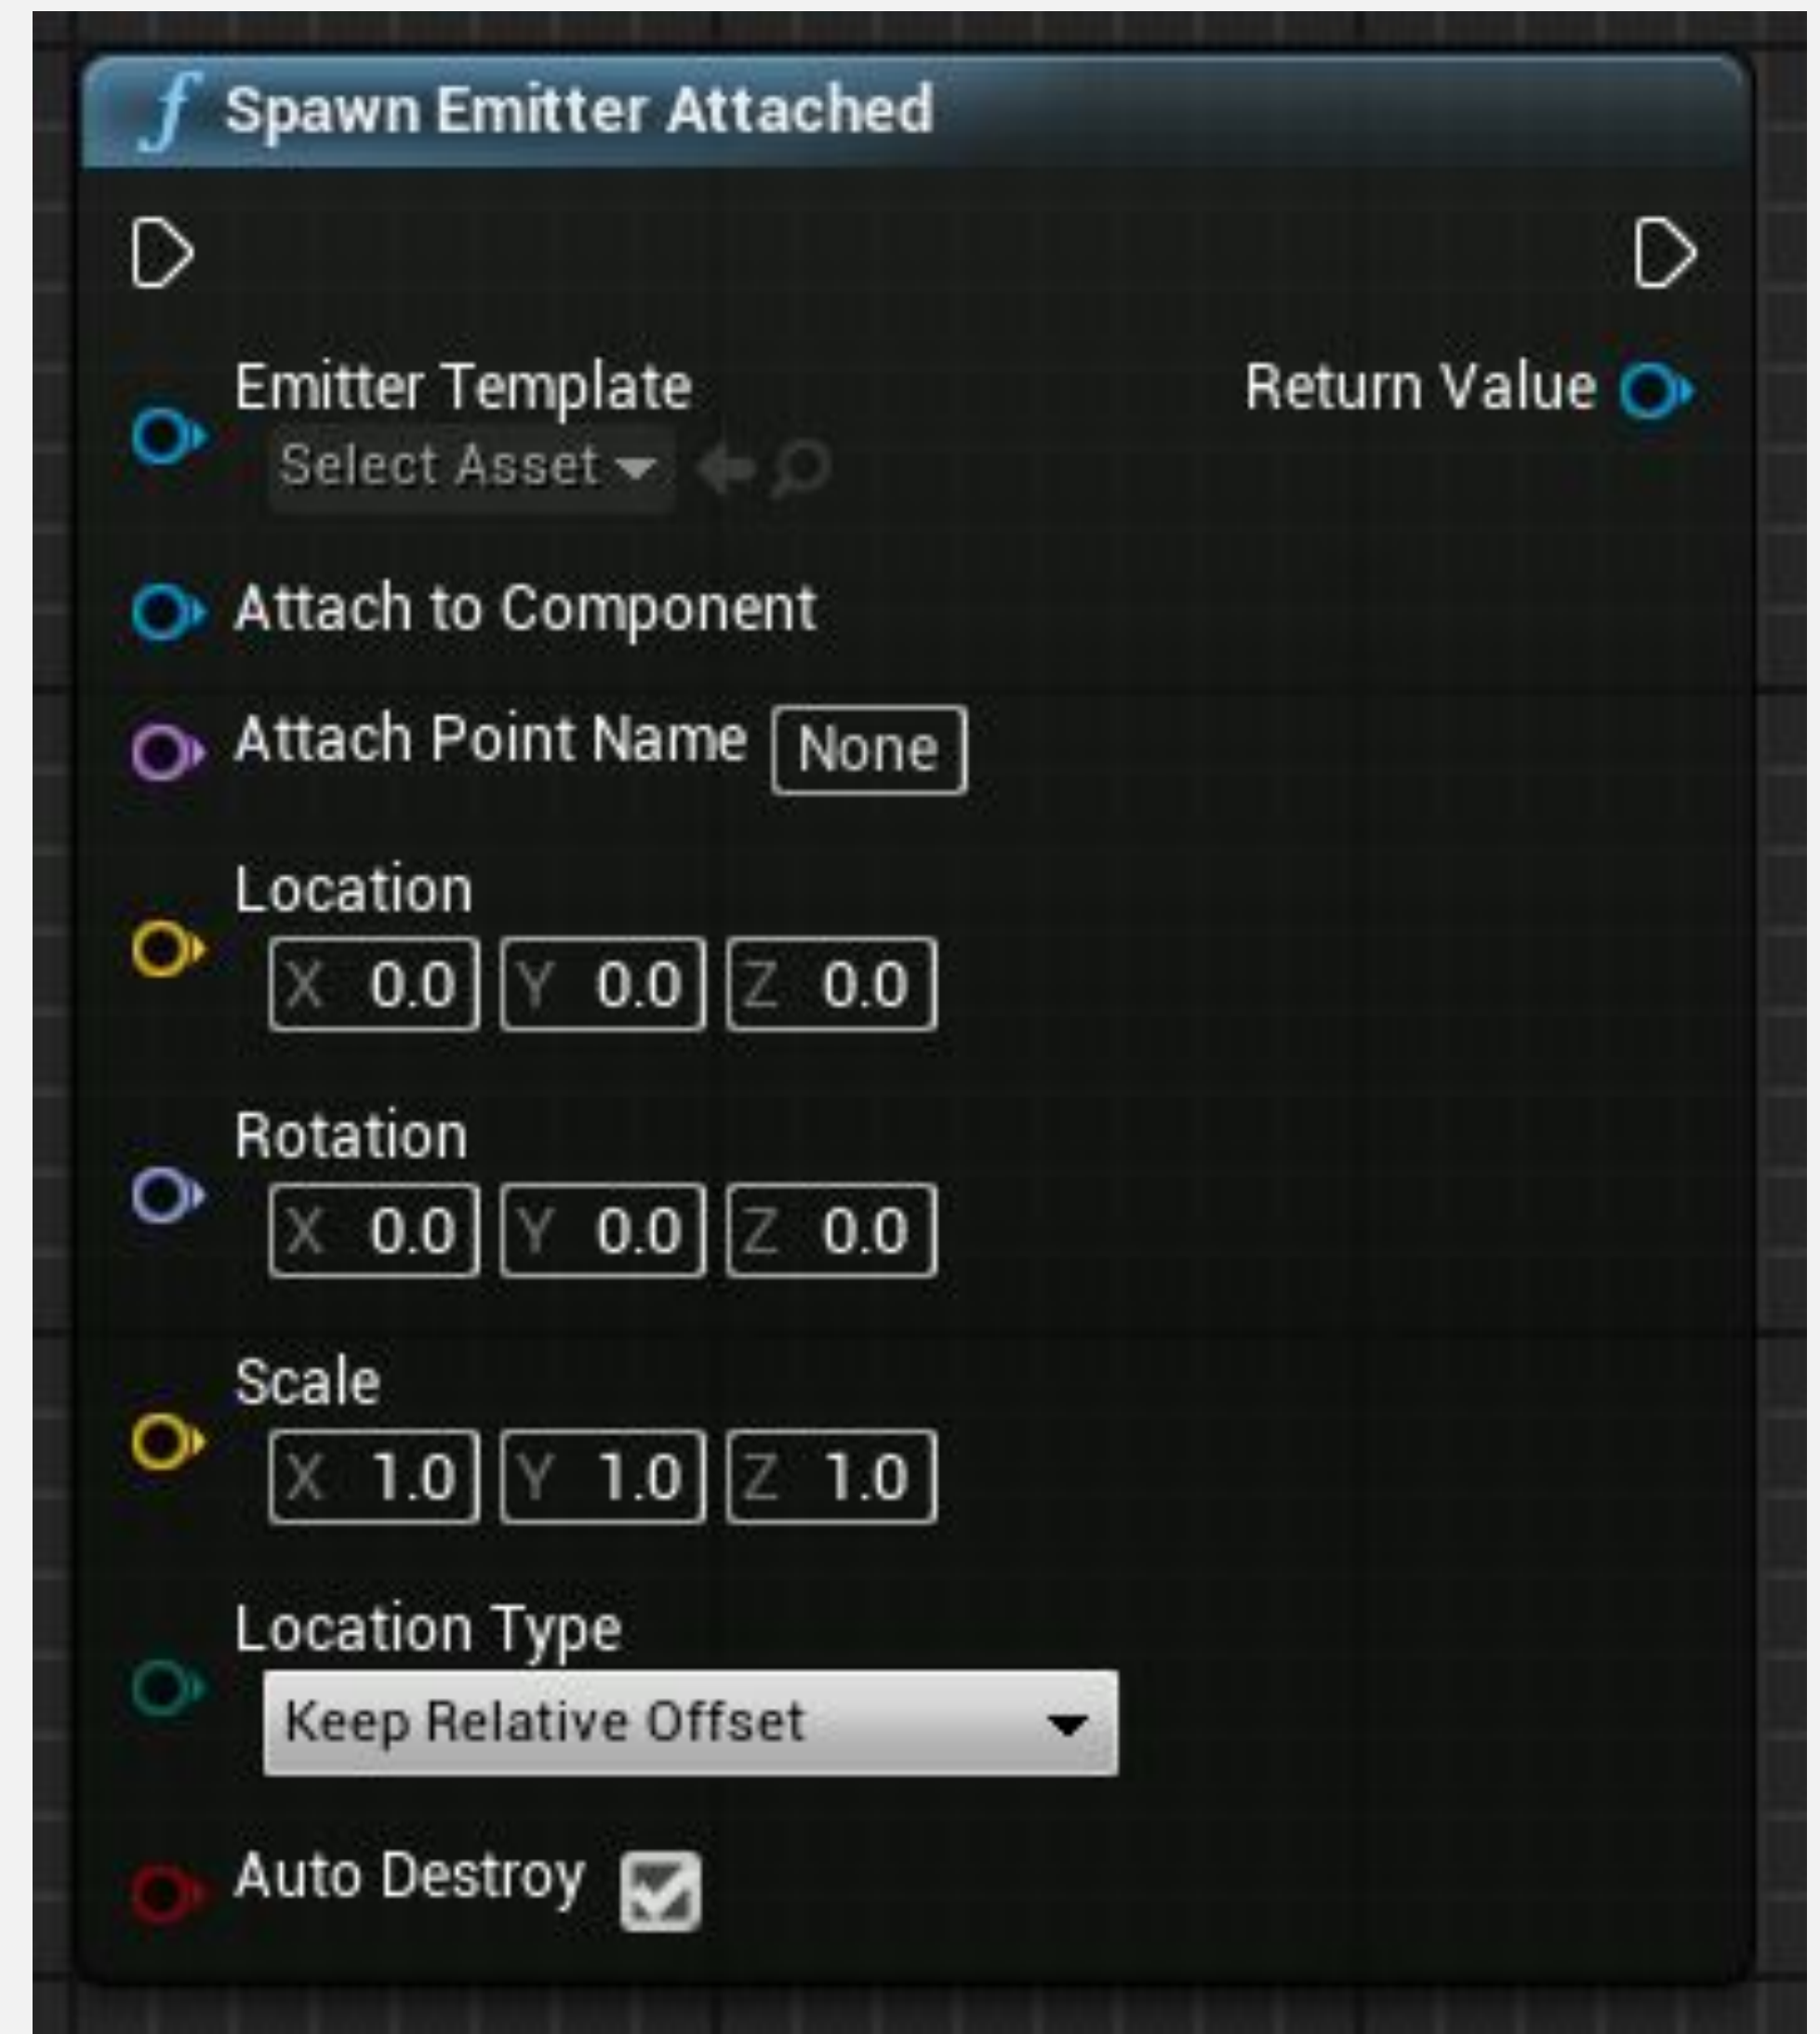 f Spawn Emitter Attached
Emitter Template
Return Value
Select Asset
Attach to Component
Attach Point Name None
Location
X 0.0 Y 0.0 Z 0.0
Rotation
X 0.0 Y 0.0 Z 0.0
Scale
X 1.0 Y 1.0 Z 1.0
Location Type
Keep Relative Offset
Auto Destroy